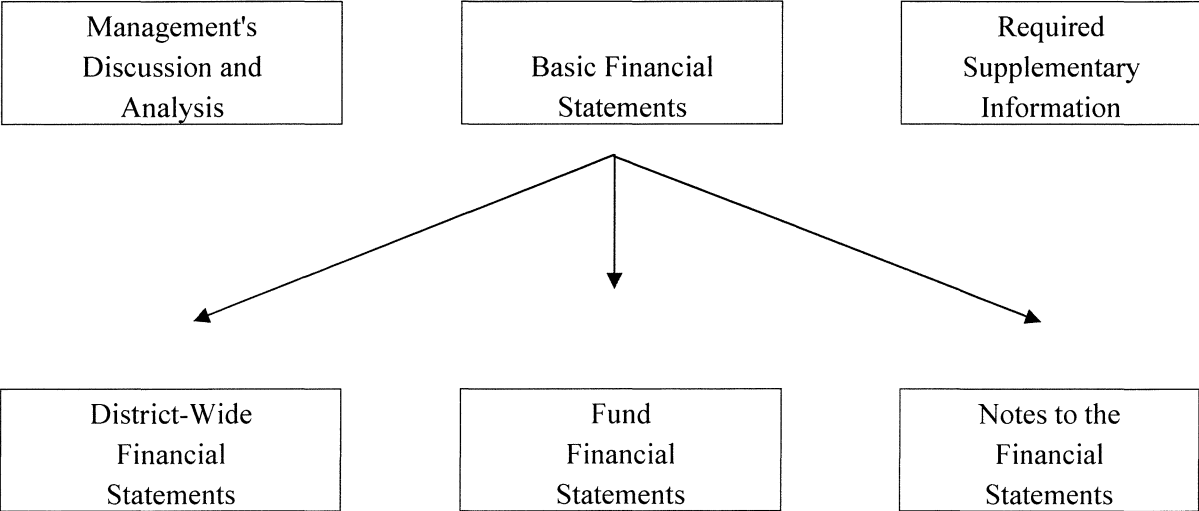 Management's
Discussion and
Analysis
Basic Financial
Statements
Required
Supplementary
Information
District-Wide
Financial
Statements
Fund
Financial
Statements
Notes to the
Financial
Statements